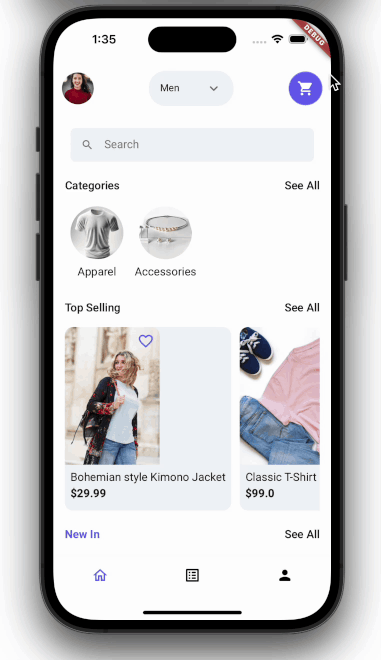 1:35
DEBUG
Men
Search
Categories
See All
Apparel
Accessories
Top Selling
See All
Bohemian style Kimono Jacket
Classic T-Shirt
$29.99
$99.0
New In
See All